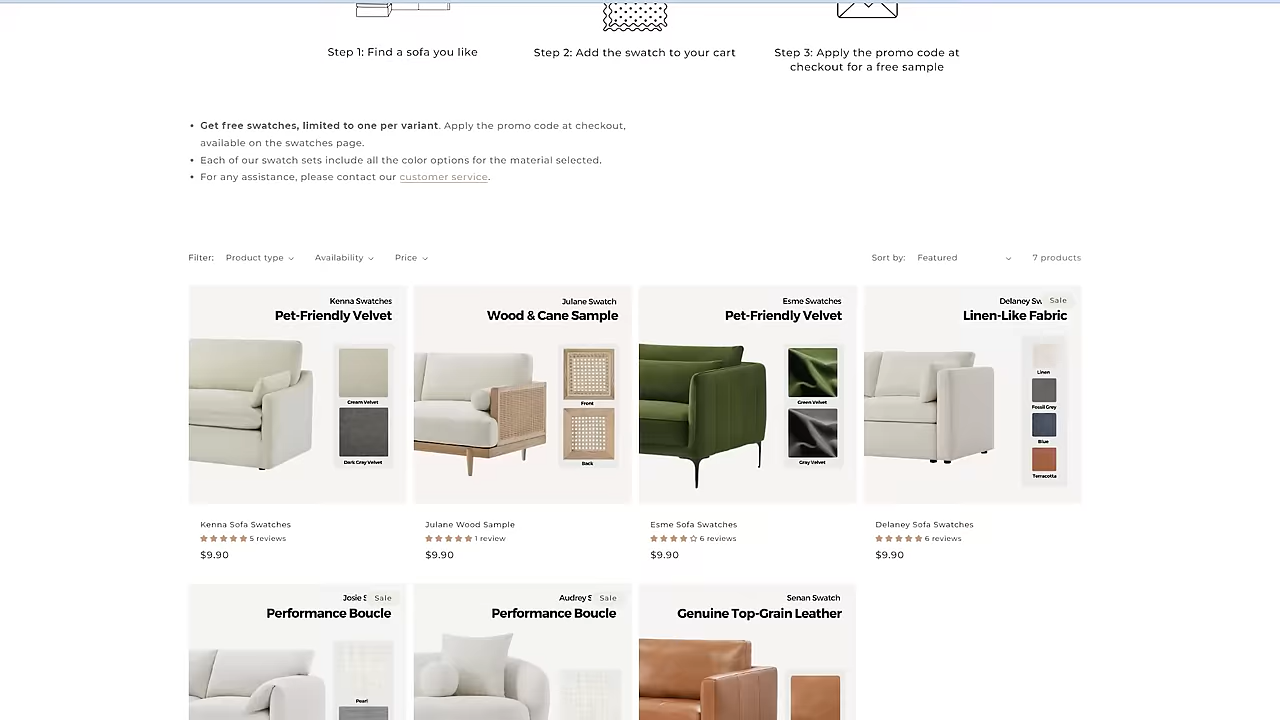 Step 1: Find a sofa you like
Step 2: Add the swatch to your cart
Step 3: Apply the promo code at
checkout for a free sample
Get free swatches, limited to one per variant. Apply the promo code at checkout,
available on the swatches page.
Each of our swatch sets include all the color options for the material selected.
For any assistance, please contact our customer service.
Filter: Product type Availability Price
Sort by: Featured 7 products
Kenna Swatches
Pet-Friendly Velvet
Cream Velvet
Dark Grey Velvet
Kenna Sofa Swatches
5 reviews
$9.90
Julane Swatch
Wood & Cane Sample
Front
Back
Julane Wood Sample
1 review
$9.90
Esme Swatches
Pet-Friendly Velvet
Green Velvet
Gray Velvet
Esme Sofa Swatches
6 reviews
$9.90
Delaney Sale
Linen-Like Fabric
Linen
Fossil Grey
Blue
Terracotta
Delaney Sofa Swatches
6 reviews
$9.90
Josie Sale
Performance Boucle
Pearl
Audrey Sale
Performance Boucle
Senan Swatch
Genuine Top-Grain Leather